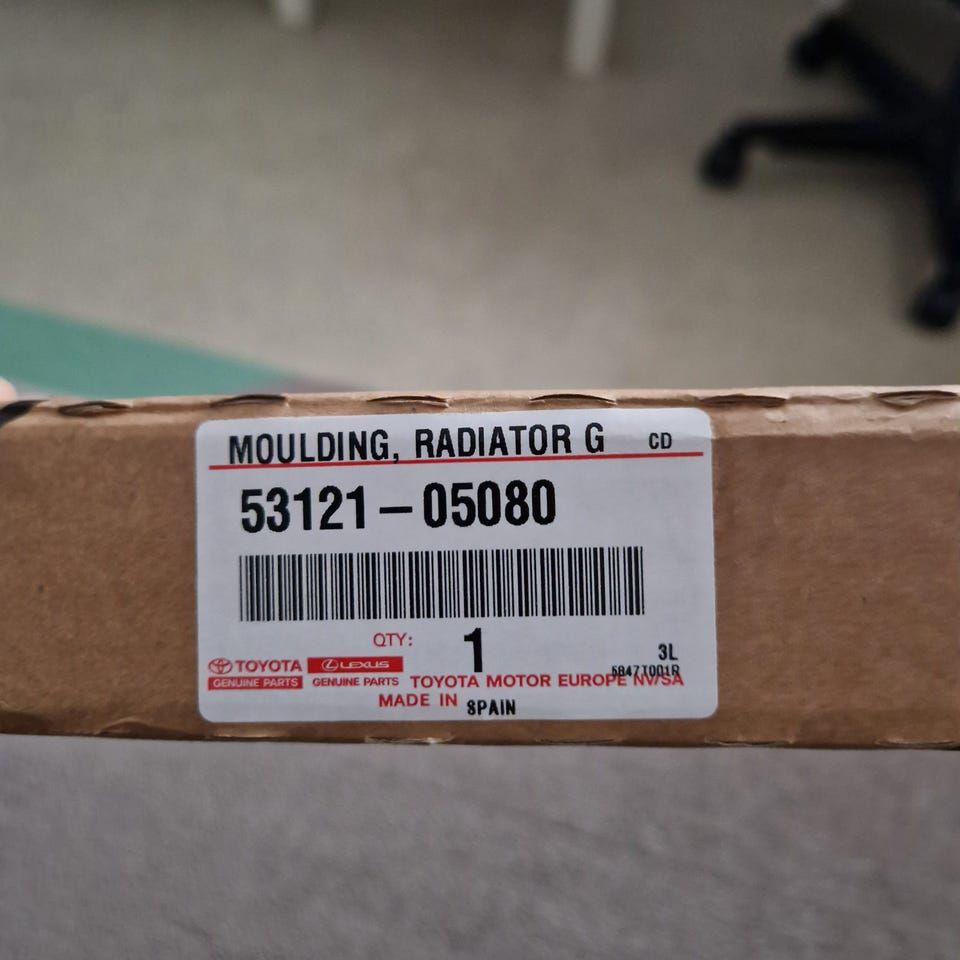 MOULDING, RADIATOR G CD
53121-05080
QTY: 1
3L
5847T001R
TOYOTA LEXUS
GENUINE PARTS GENUINE PARTS TOYOTA MOTOR EUROPE NV/SA
MADE IN SPAIN